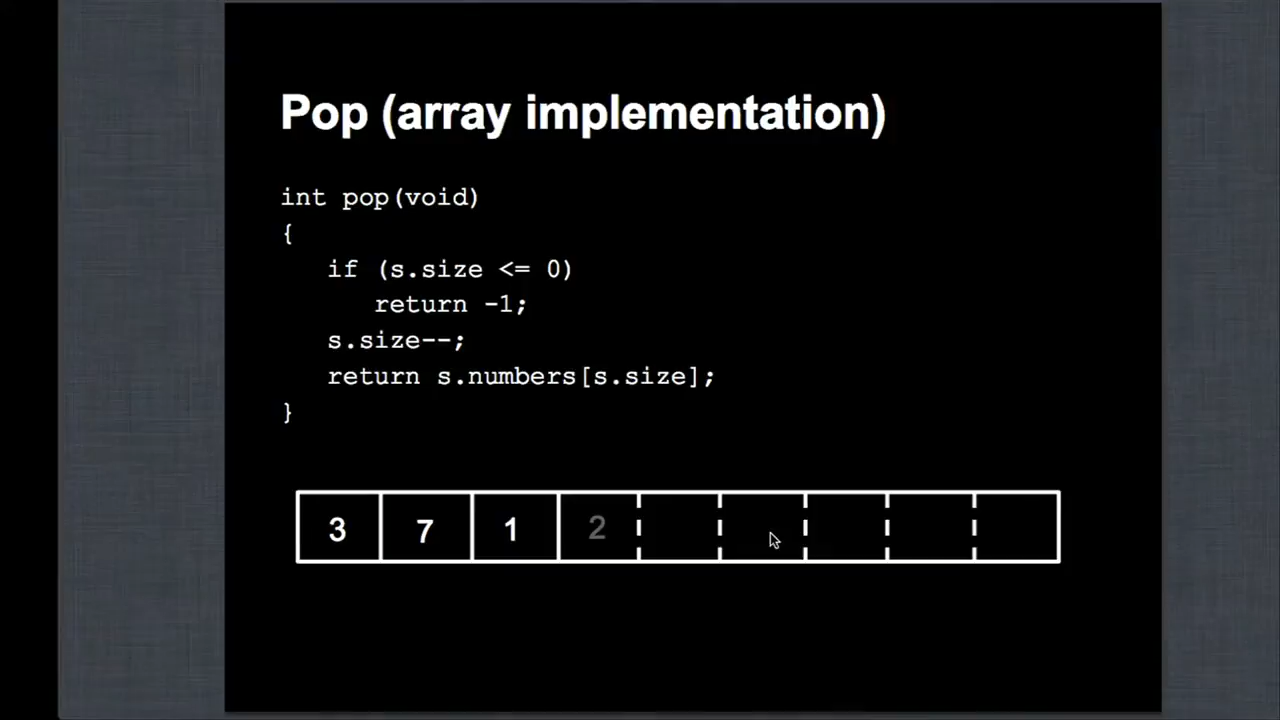 Pop (array implementation)
int pop(void)
{
if (s.size <= 0)
return -1;
s.size--;
return s.numbers[s.size];
}
3 7 1 2